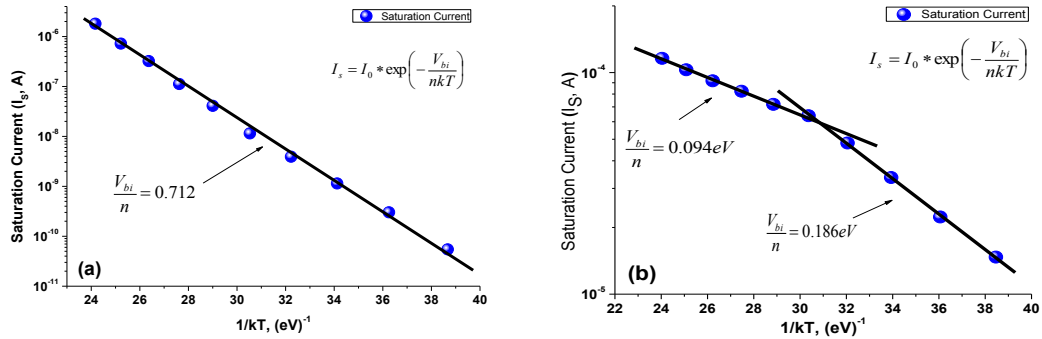 Saturation Current
I_s = I_0 * exp(-V_bi/nkT)
10^-6
10^-7
10^-8
10^-9
10^-10
10^-11
Saturation Current (I_s, A)
V_bi/n = 0.712
(a)
24 26 28 30 32 34 36 38 40
1/kT, (eV)^-1
Saturation Current
I_s = I_0 * exp(-V_bi/nkT)
10^-4
10^-5
Saturation Current (I_S, A)
V_bi/n = 0.094eV
V_bi/n = 0.186eV
(b)
22 24 26 28 30 32 34 36 38 40
1/kT, (eV)^-1